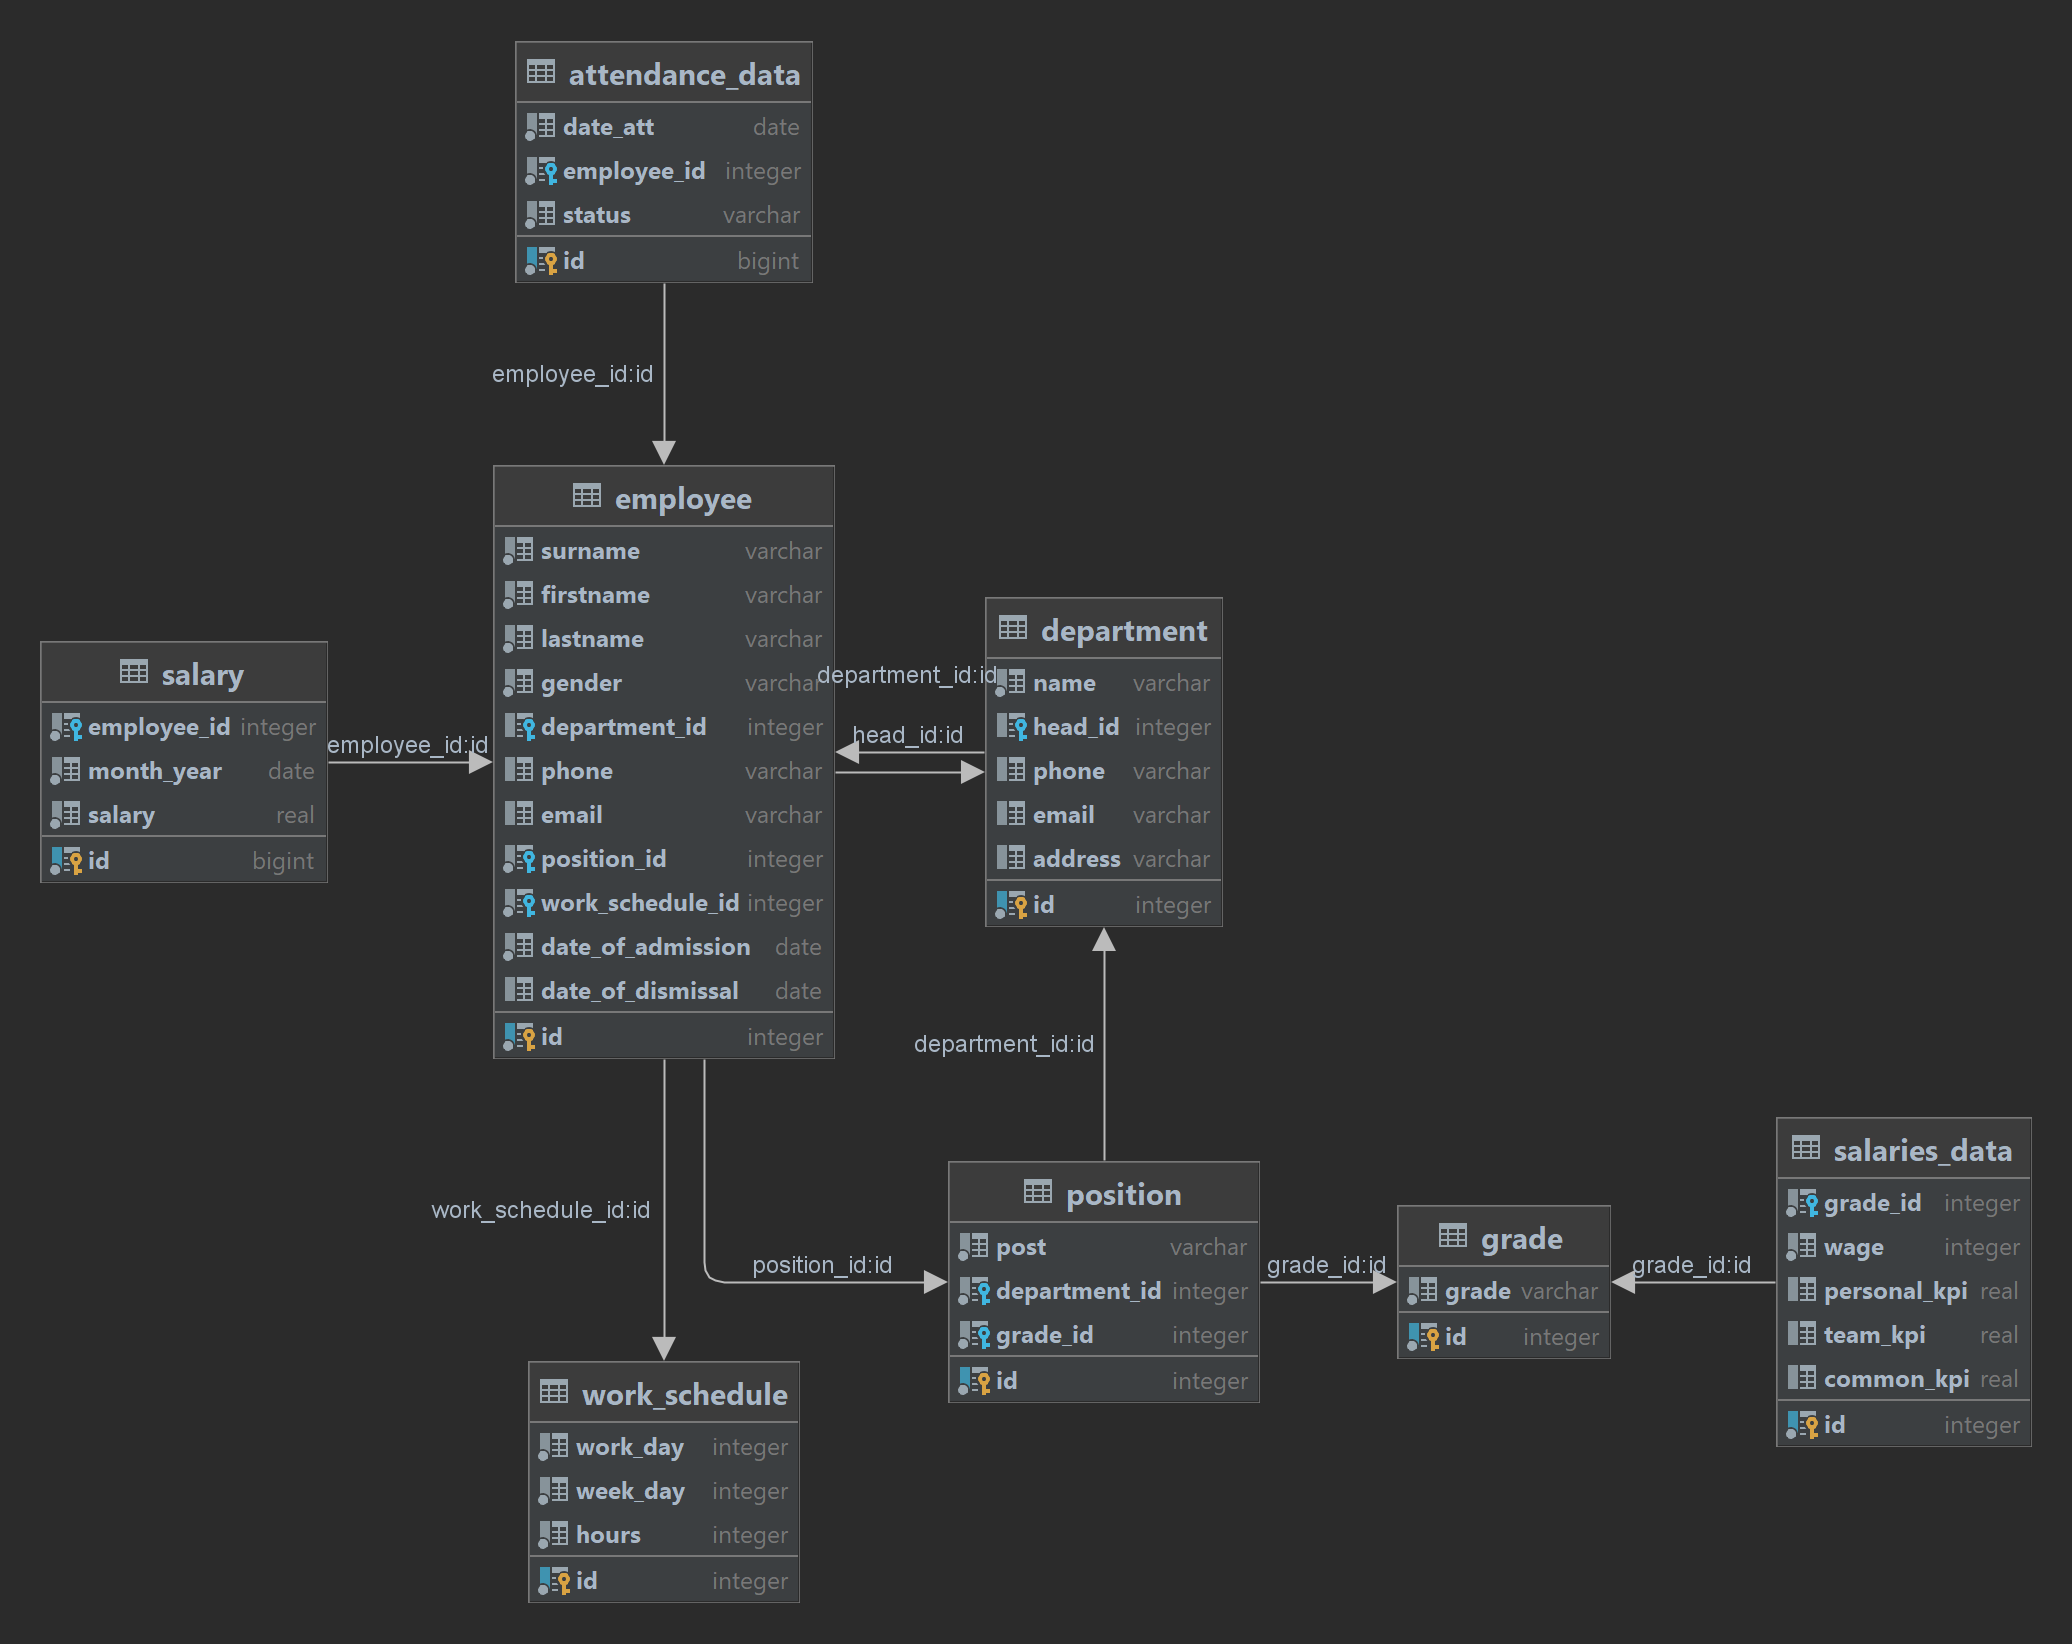 attendance_data
date_att date
employee_id integer
status varchar
id bigint
employee_id:id
employee
surname varchar
firstname varchar
lastname varchar
gender varchar
department_id integer
phone varchar
email varchar
position_id integer
work_schedule_id integer
date_of_admission date
date_of_dismissal date
id integer
salary
employee_id integer
month_year date
salary real
id bigint
employee_id:id
department_id:id
head_id:id
department
name varchar
head_id integer
phone varchar
email varchar
address varchar
id integer
department_id:id
work_schedule_id:id
position_id:id
position
post varchar
department_id integer
grade_id integer
id integer
grade_id:id
grade
grade varchar
id integer
grade_id:id
salaries_data
grade_id integer
wage integer
personal_kpi real
team_kpi real
common_kpi real
id integer
work_schedule
work_day integer
week_day integer
hours integer
id integer